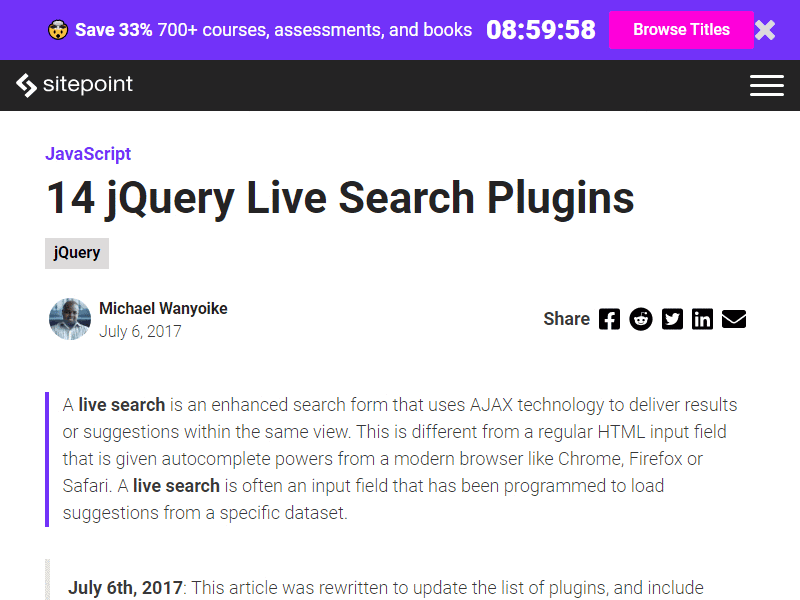 Save 33% 700+ courses, assessments, and books 08:59:58 Browse Titles
sitepoint
JavaScript
14 jQuery Live Search Plugins
jQuery
Michael Wanyoike
July 6, 2017
Share
A live search is an enhanced search form that uses AJAX technology to deliver results
or suggestions within the same view. This is different from a regular HTML input field
that is given autocomplete powers from a modern browser like Chrome, Firefox or
Safari. A live search is often an input field that has been programmed to load
suggestions from a specific dataset.
July 6th, 2017: This article was rewritten to update the list of plugins, and include